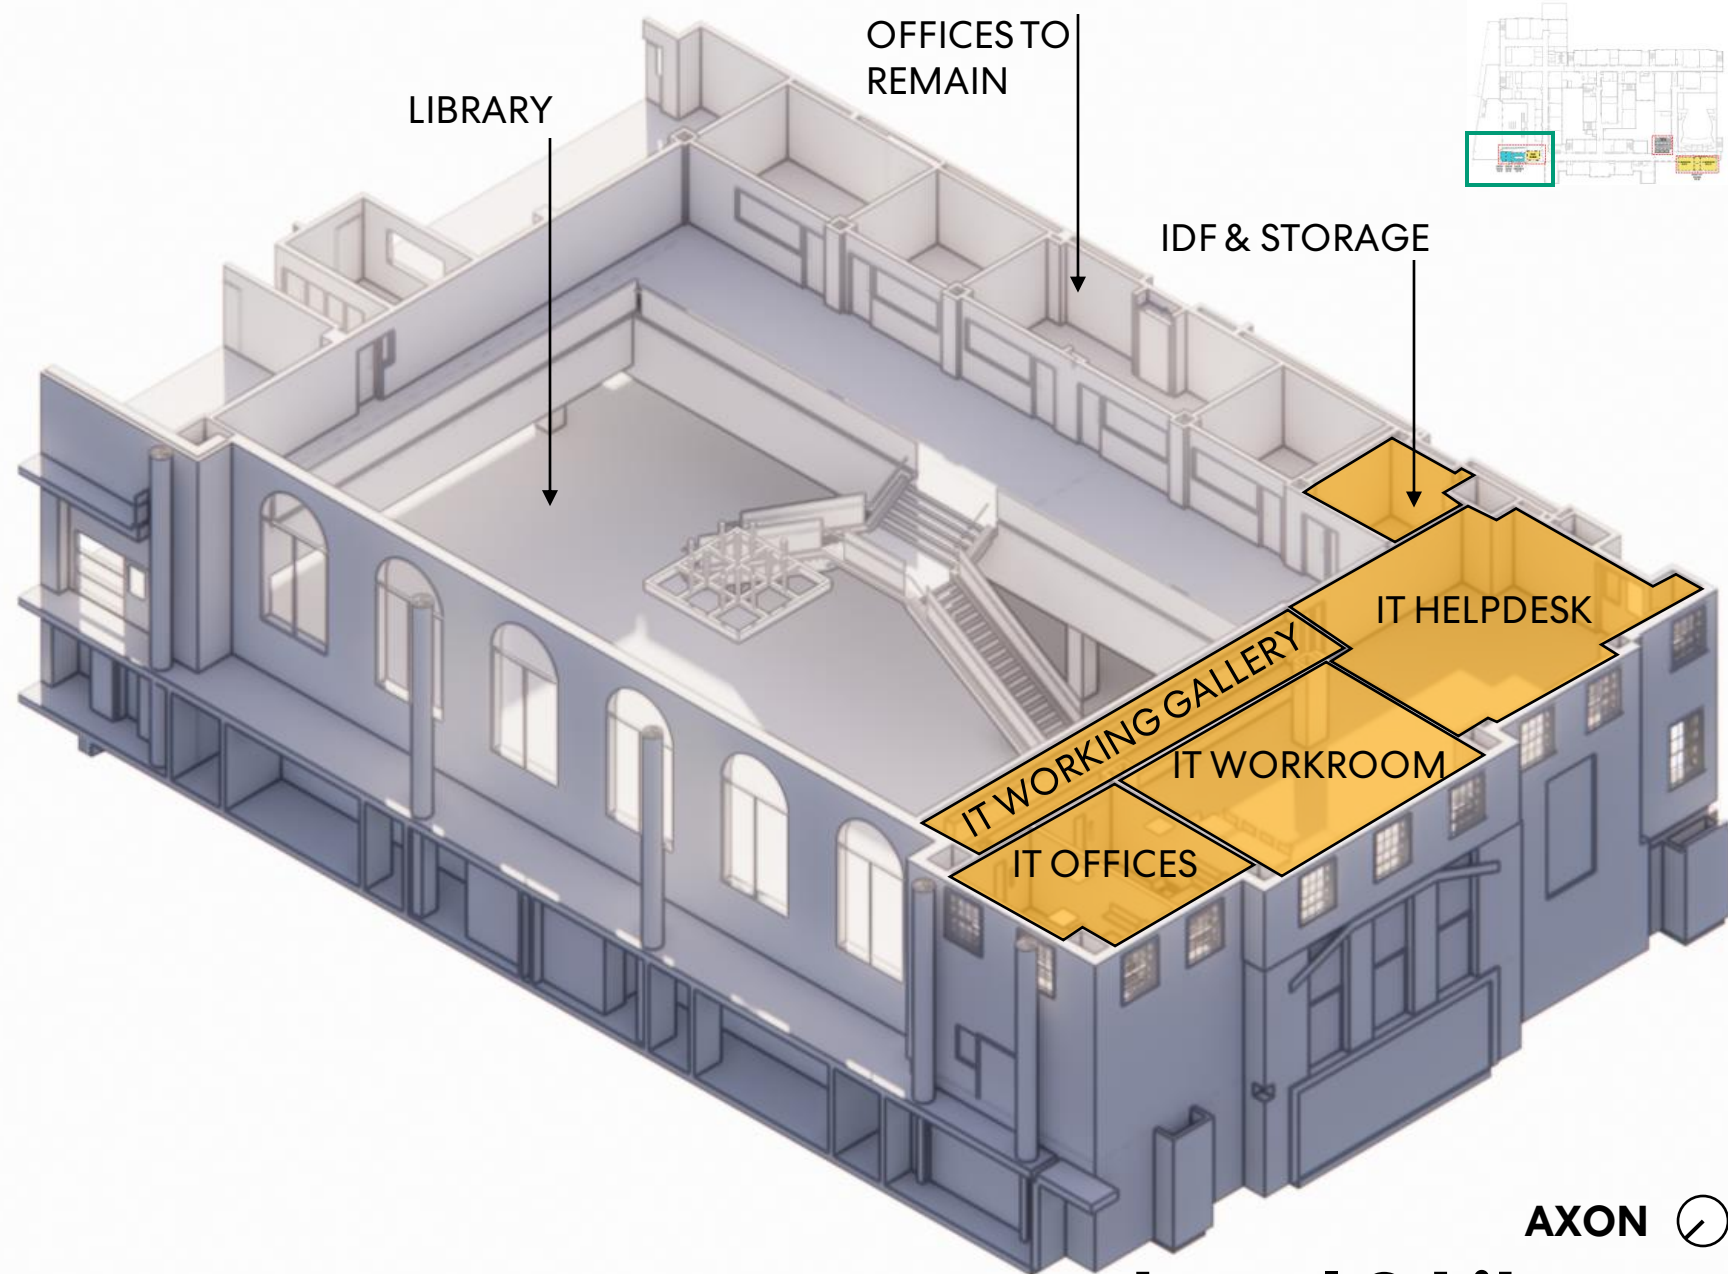 OFFICES TO
REMAIN
LIBRARY
IDF & STORAGE
IT HELPDESK
IT WORKING GALLERY
IT WORKROOM
IT OFFICES
AXON